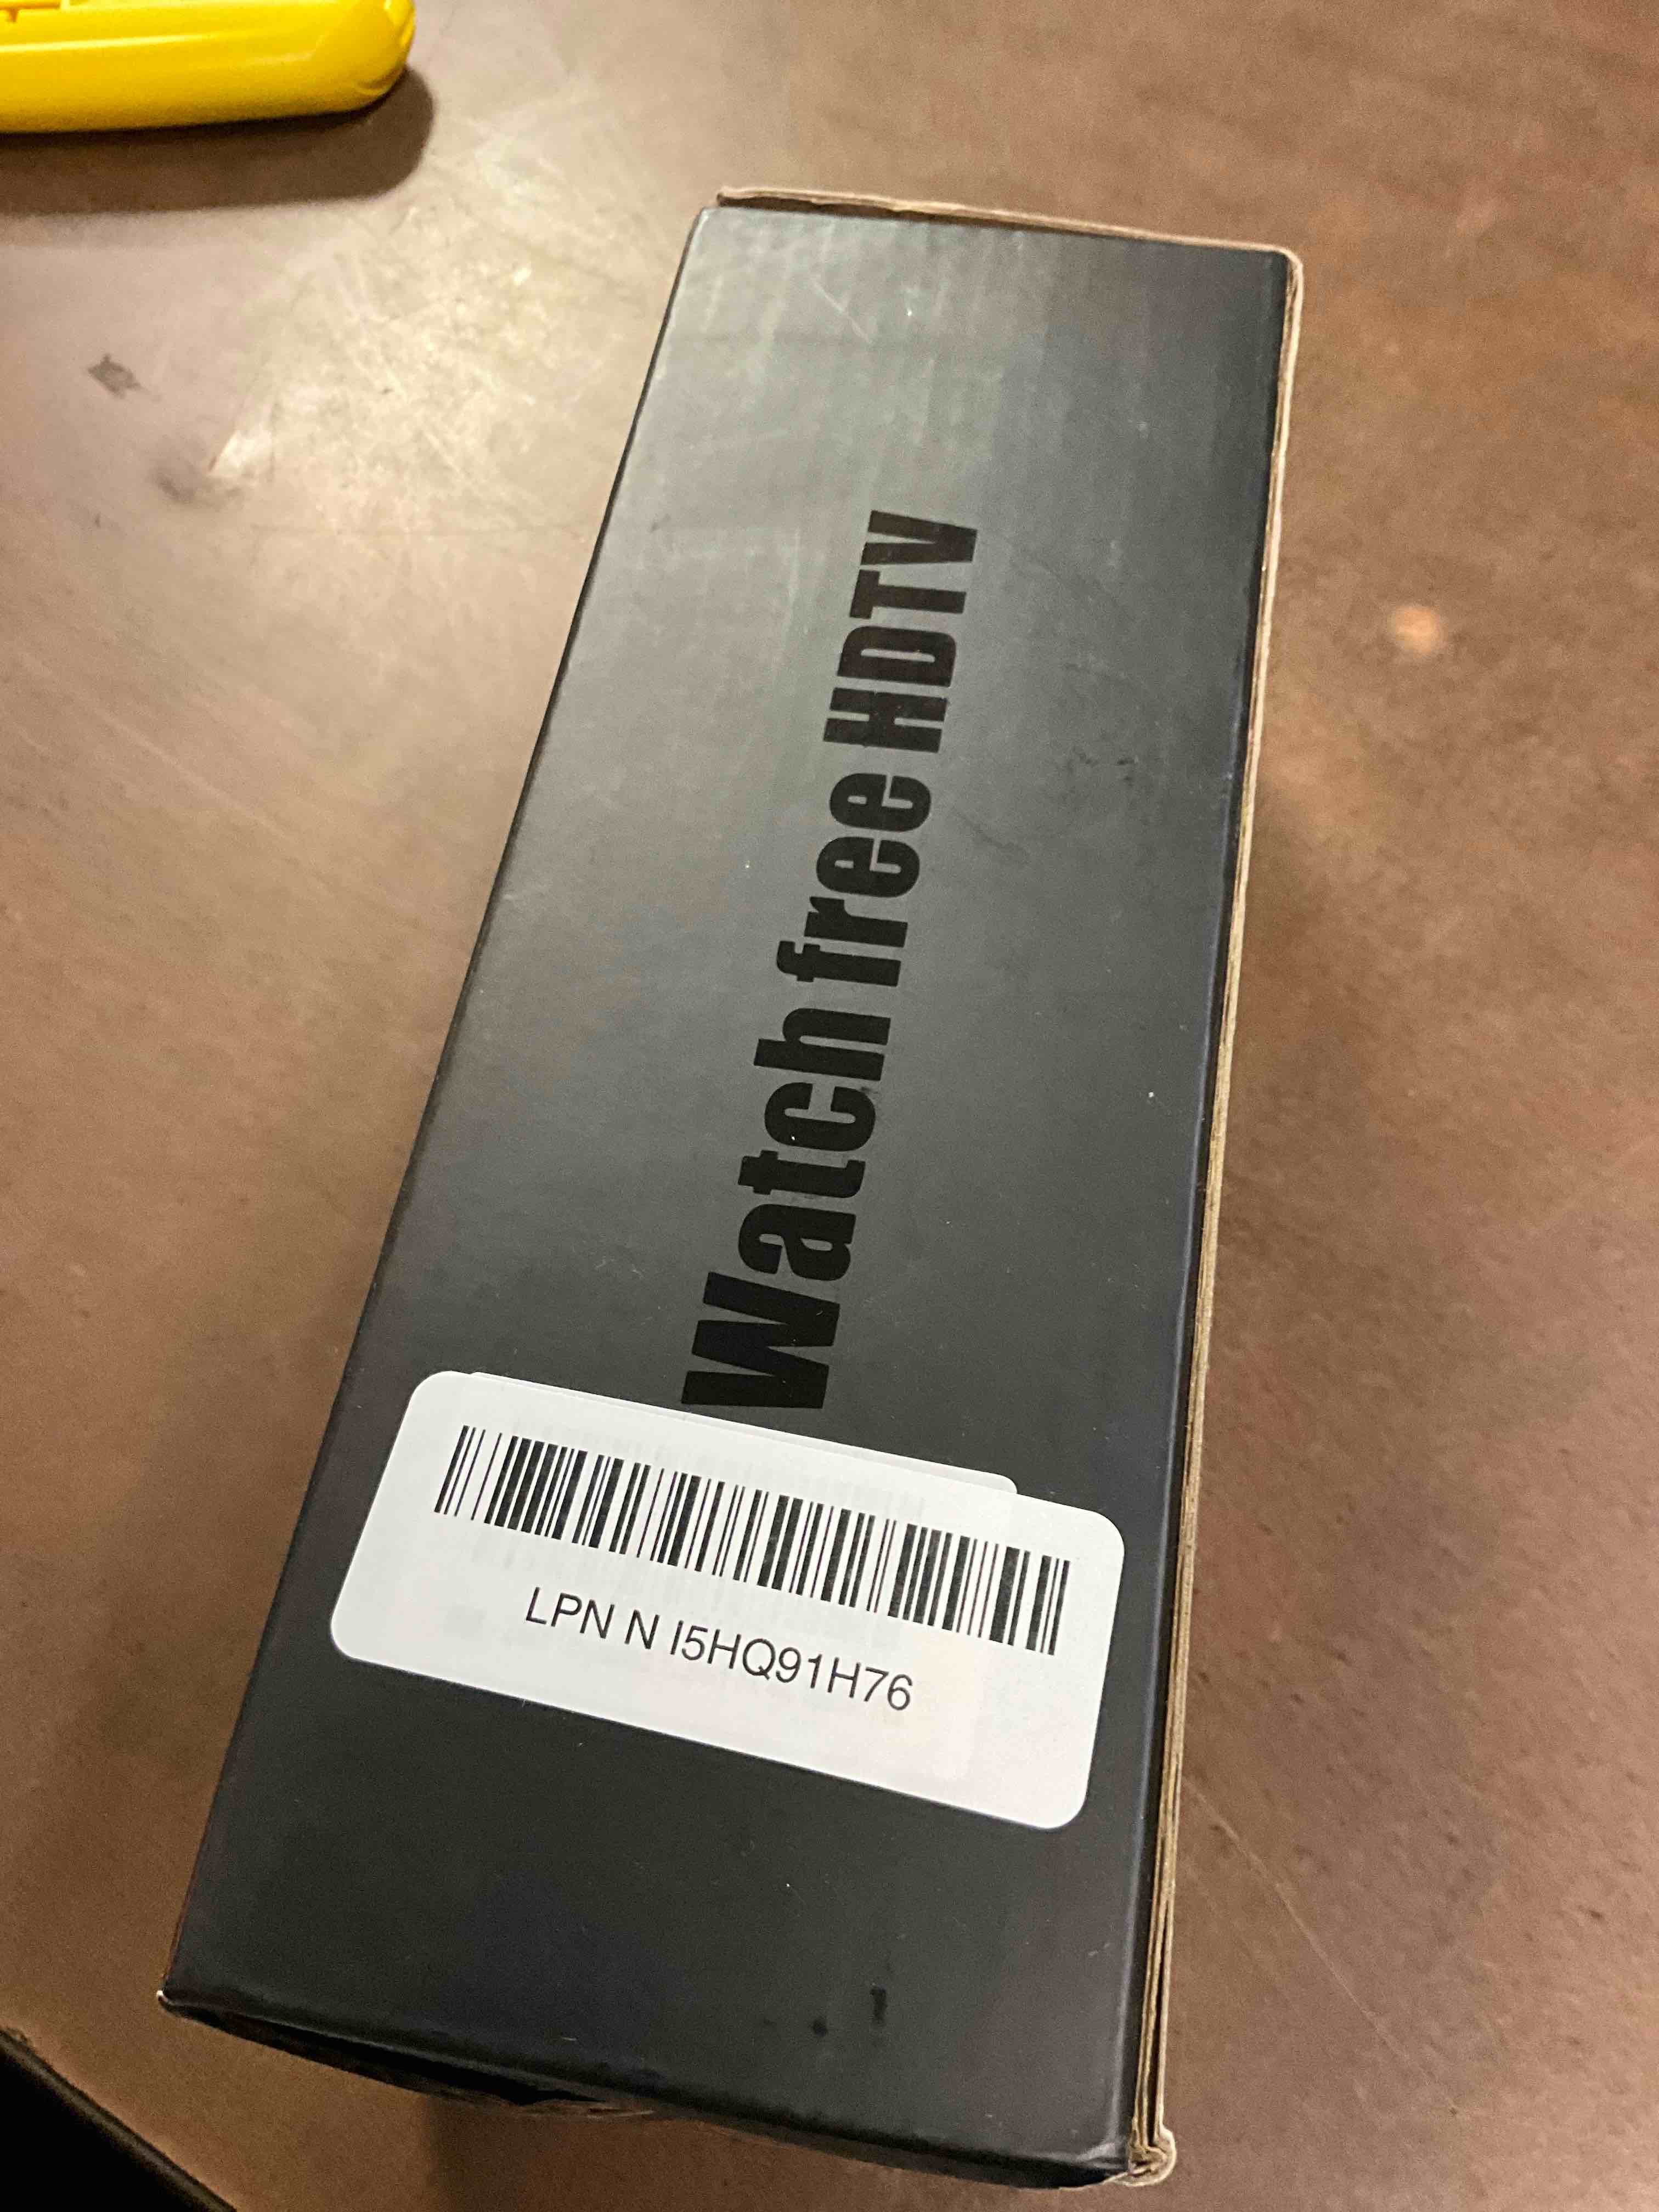 Watch free HDTV
LPN N I5HQ91H76